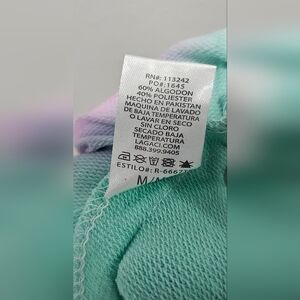 RN#: 113242
PO#:1645
60% ALGODON
40% POLIESTER
HECHO EN PAKISTAN
MAQUINA DE LAVADO
DE BAJA TEMPERATURA
O LAVAR EN SECO
SIN CLORO
SECADO BAJA
TEMPERATURA
LAGACI.COM
888.399.9405
ESTILO#: R-6667
M/M